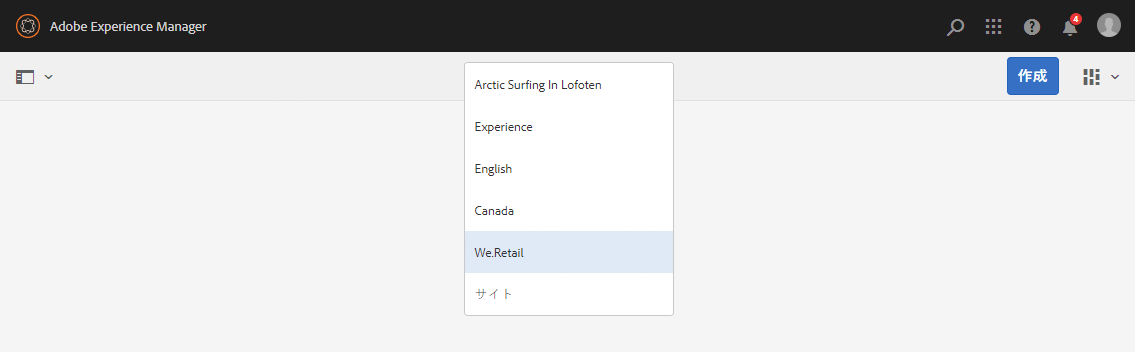 Adobe Experience Manager
4
作成
Arctic Surfing In Lofoten
Experience
English
Canada
We.Retail
サイト